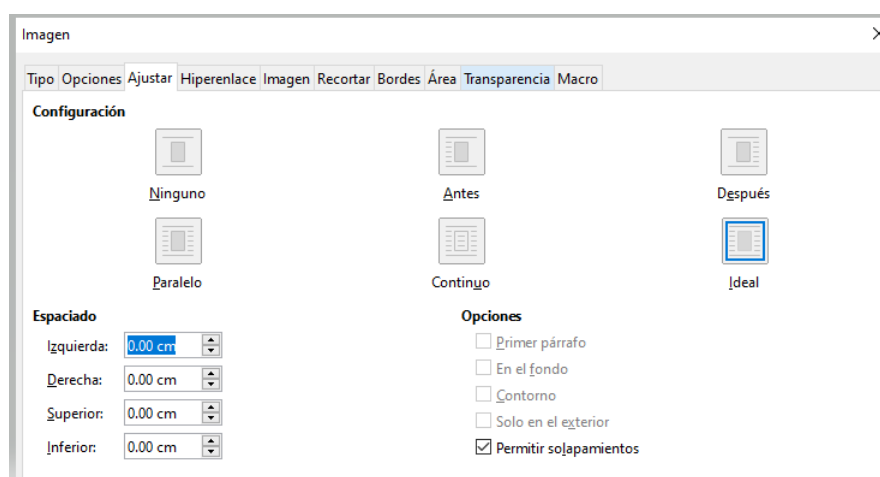 Imagen
Tipo Opciones Ajustar Hiperenlace Imagen Recortar Bordes Área Transparencia Macro
Configuración
Ninguno Antes Después
Paralelo Continuo Ideal
Espaciado Opciones
Izquierda: 0.00 cm Primer párrafo
En el fondo
Derecha: 0.00 cm
Contorno
Superior: 0.00 cm Solo en el exterior
Inferior: 0.00 cm Permitir solapamientos